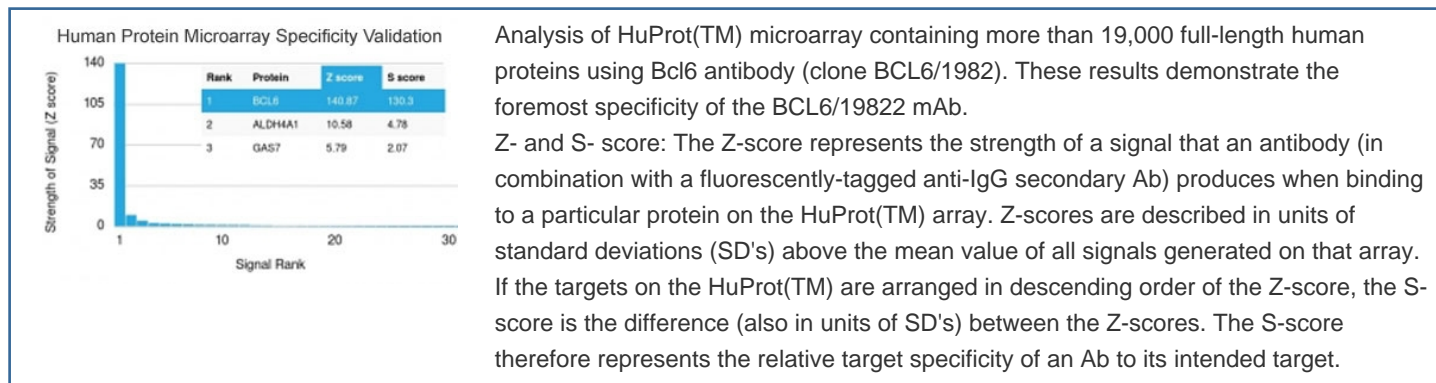 Human Protein Microarray Specificity Validation
Strength of Signal (Z score)
140
105
70
35
0
1 10 20 30
Signal Rank
Rank Protein Z score S score
1 BCL6 140.87 130.3
2 ALDH4A1 10.58 4.78
3 GAS7 5.79 2.07
Analysis of HuProt(TM) microarray containing more than 19,000 full-length human
proteins using Bcl6 antibody (clone BCL6/1982). These results demonstrate the
foremost specificity of the BCL6/19822 mAb.
Z- and S- score: The Z-score represents the strength of a signal that an antibody (in
combination with a fluorescently-tagged anti-IgG secondary Ab) produces when binding
to a particular protein on the HuProt(TM) array. Z-scores are described in units of
standard deviations (SD's) above the mean value of all signals generated on that array.
If the targets on the HuProt(TM) are arranged in descending order of the Z-score, the S-
score is the difference (also in units of SD's) between the Z-scores. The S-score
therefore represents the relative target specificity of an Ab to its intended target.